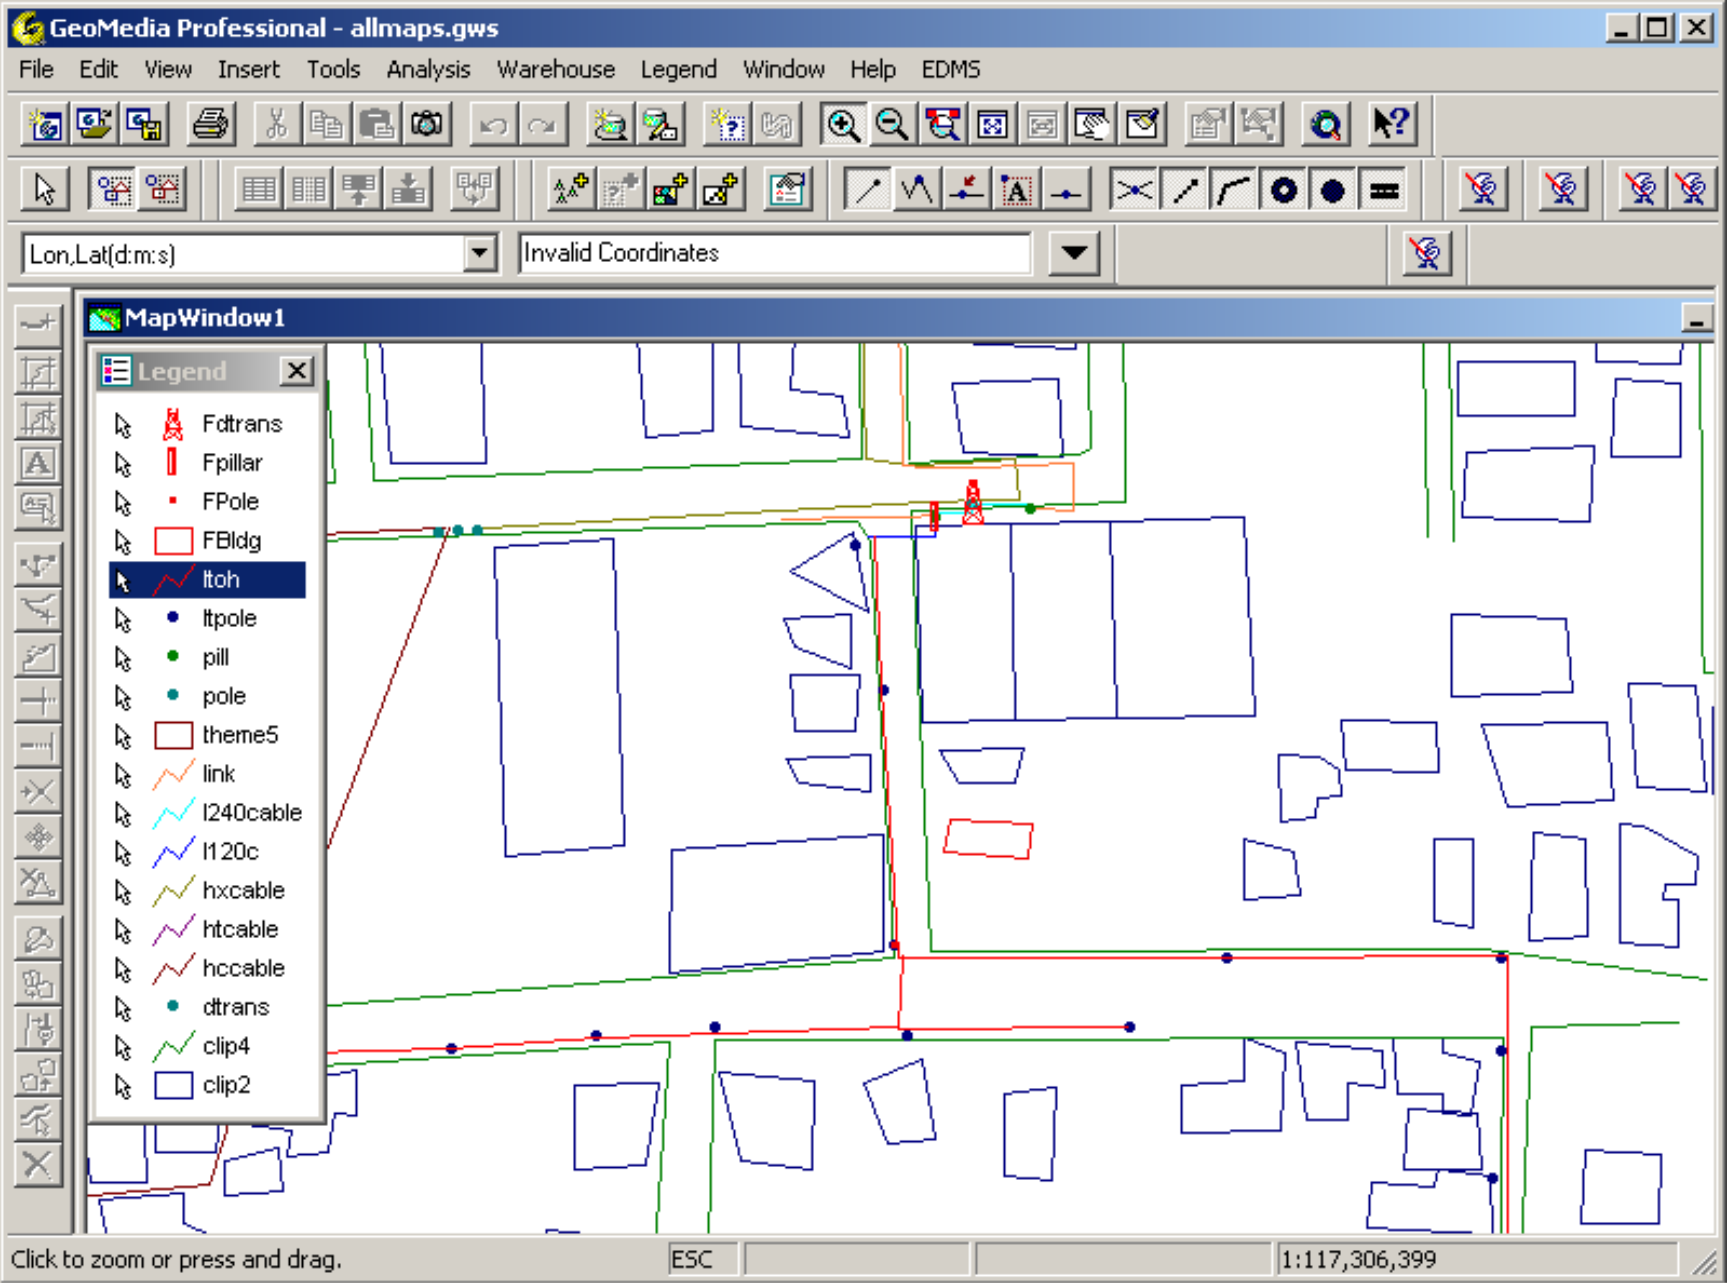 GeoMedia Professional - allmaps.gws
File Edit View Insert Tools Analysis Warehouse Legend Window Help EDMS
Lon,Lat(d:m:s) Invalid Coordinates
MapWindow1
Legend
Fdtrans
Fpillar
FPole
FBldg
ltoh
ltpole
pill
pole
theme5
link
l240cable
l120c
hxcable
htcable
hccable
dtrans
clip4
clip2
Click to zoom or press and drag. ESC 1:117,306,399